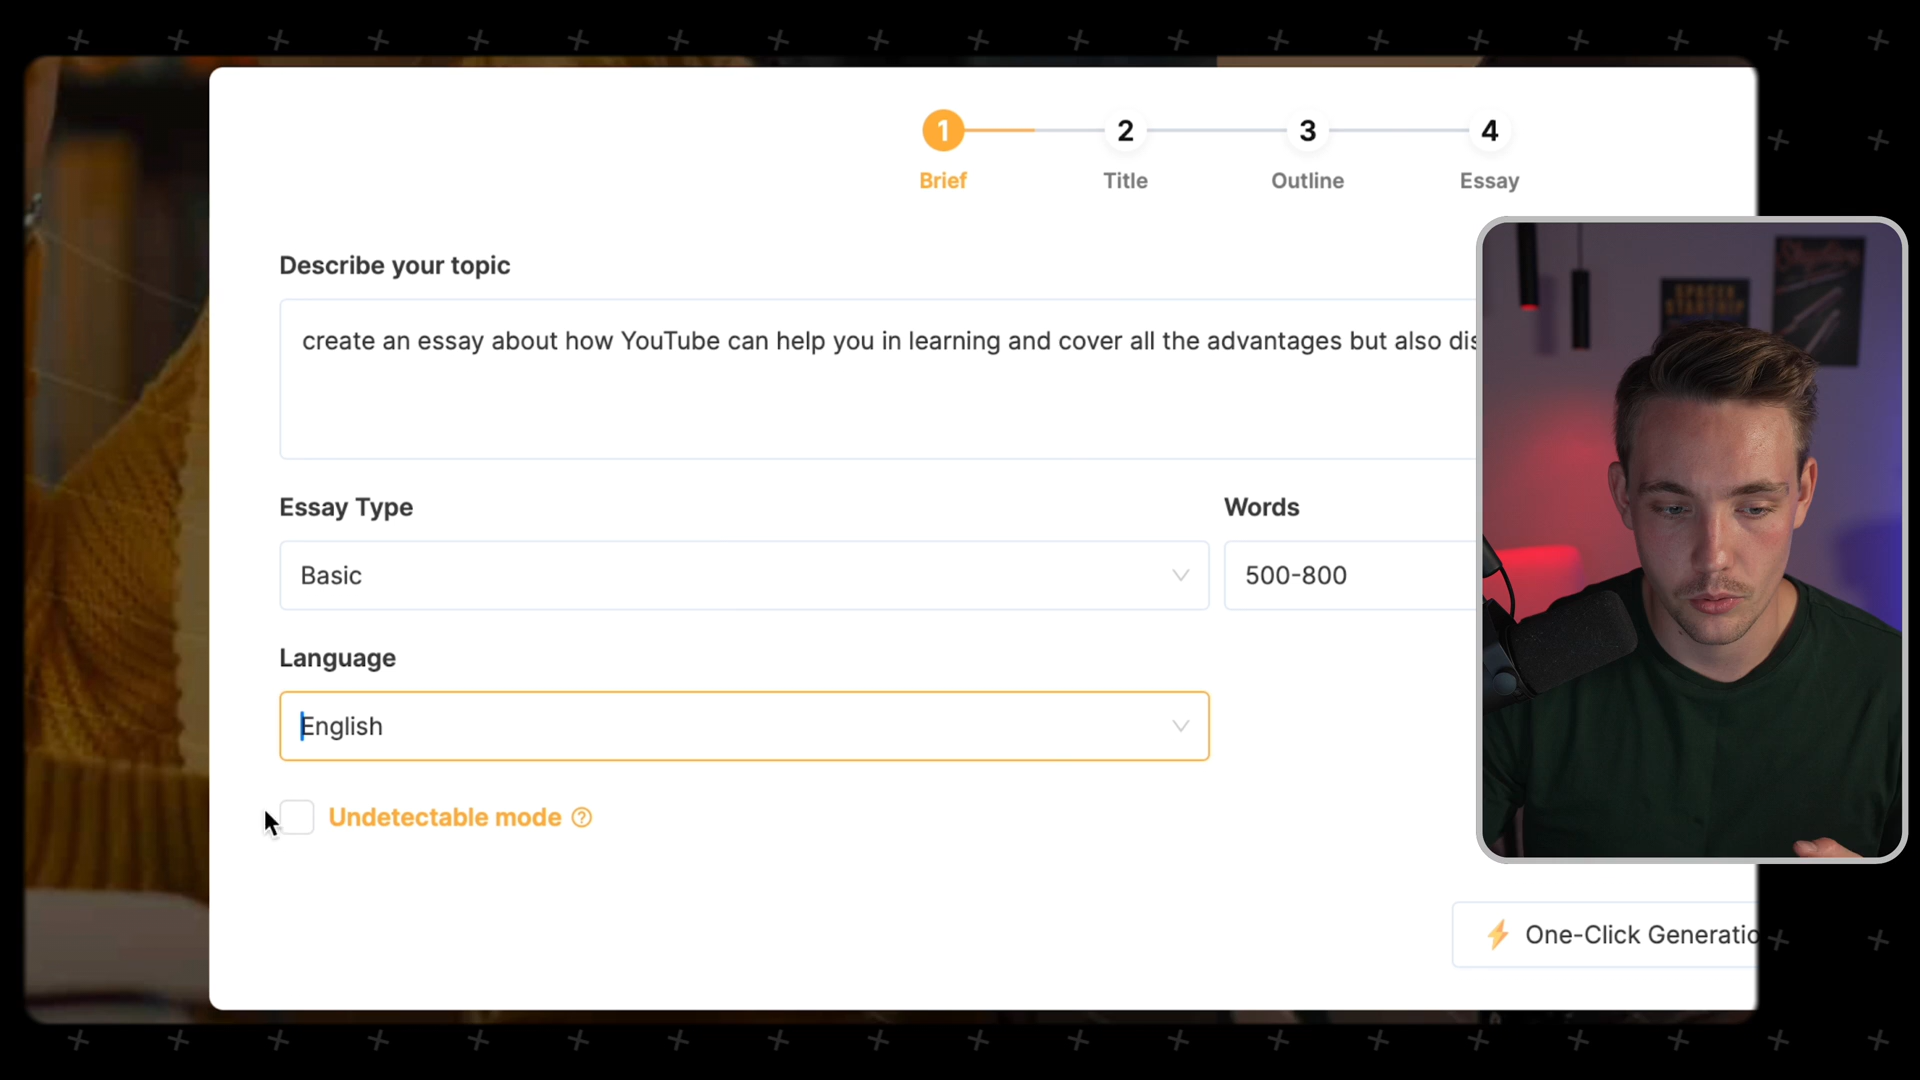 1 2 3 4
Brief Title Outline Essay
Describe your topic
create an essay about how YouTube can help you in learning and cover all the advantages but also dis
Essay Type Words
Basic 500-800
Language
English
Undetectable mode ?
One-Click Generatio
SPACEX
STARSHIP